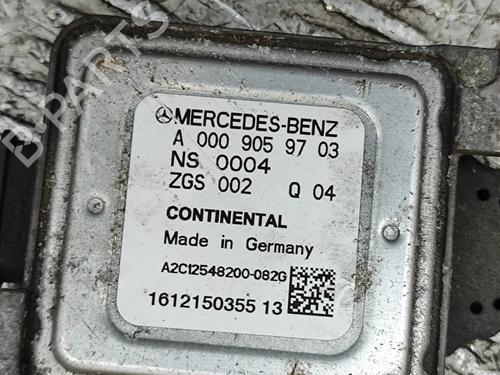 MERCEDES-BENZ
A 000 905 97 03
NS 0004
ZGS 002 Q 04
CONTINENTAL
Made in Germany
A2C12548200-082G
1612150355 13